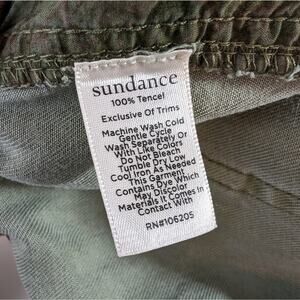 sundance
100% Tencel
Exclusive Of Trims
Machine Wash Cold
Gentle Cycle
Wash Separately Or
With Like Colors
Do Not Bleach
Tumble Dry Low
Cool Iron As Needed
This Garment
Contains Dye Which
May Discolor
Materials It Comes In
Contact With
RN#106205